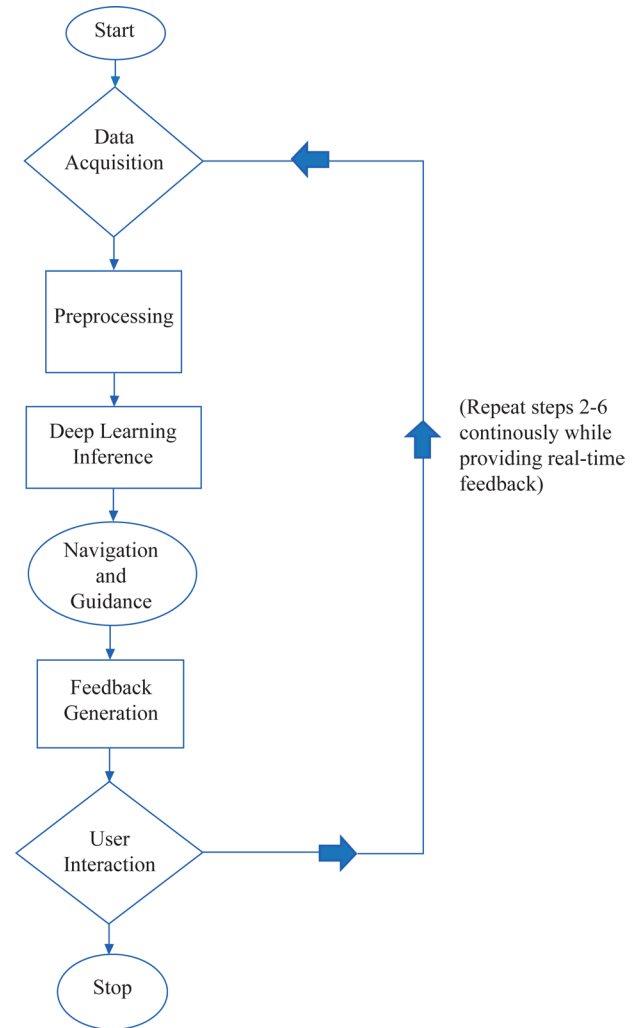 Start
Data
Acquisition
Preprocessing
Deep Learning
Inference
Navigation
and
Guidance
Feedback
Generation
User
Interaction
Stop
(Repeat steps 2-6
continously while
providing real-time
feedback)